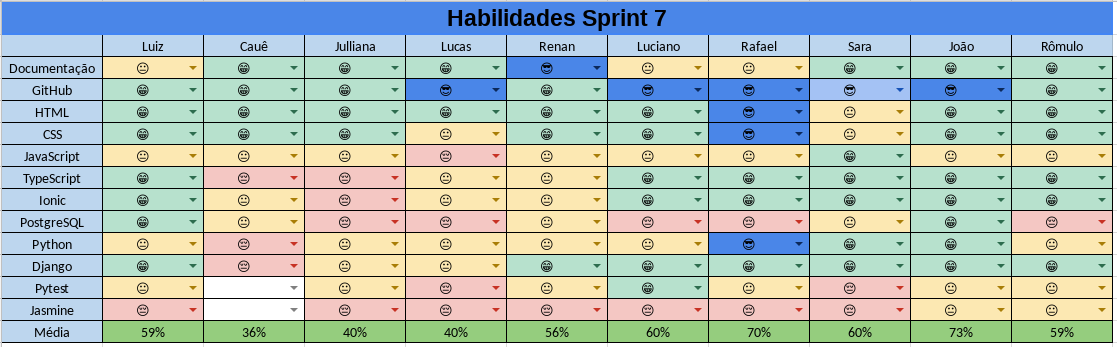 Habilidades Sprint 7
Luiz Cauê Julliana Lucas Renan Luciano Rafael Sara João Rômulo
Documentação 😐 😁 😁 😁 😎 😐 😐 😁 😁 😁
GitHub 😁 😁 😁 😎 😁 😎 😎 😎 😎 😁
HTML 😁 😁 😁 😁 😁 😁 😎 😐 😁 😁
CSS 😁 😁 😁 😐 😁 😁 😎 😐 😁 😁
JavaScript 😐 😐 😐 😔 😐 😐 😐 😁 😐 😐
TypeScript 😁 😔 😔 😐 😐 😁 😁 😁 😁 😁
Ionic 😁 😐 😔 😐 😐 😁 😁 😁 😁 😁
PostgreSQL 😁 😐 😔 😔 😐 😔 😔 😐 😁 😔
Python 😐 😔 😐 😐 😐 😐 😎 😁 😁 😐
Django 😁 😔 😐 😐 😁 😁 😁 😁 😁 😁
Pytest 😐 😐 😔 😐 😁 😐 😔 😐 😐
Jasmine 😔 😔 😔 😔 😔 😔 😔 😐 😐
Média 59% 36% 40% 40% 56% 60% 70% 60% 73% 59%